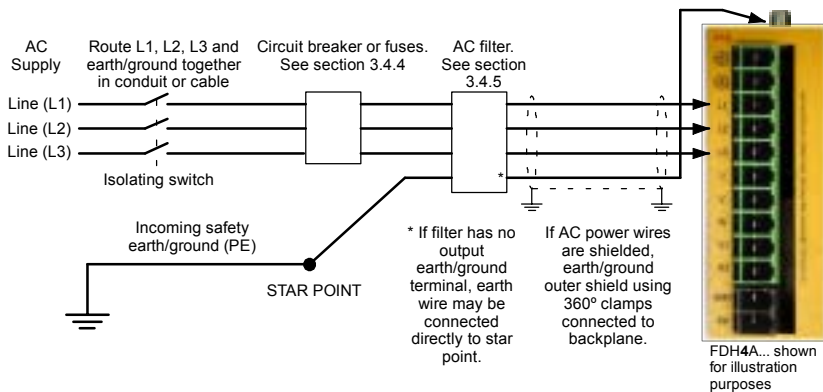 AC
Supply
Route L1, L2, L3 and
earth/ground together
in conduit or cable
Circuit breaker or fuses.
See section 3.4.4
AC filter.
See section
3.4.5
Line (L1)
Line (L2)
Line (L3)
Isolating switch
*
Incoming safety
earth/ground (PE)
STAR POINT
* If filter has no
output
earth/ground
terminal, earth
wire may be
connected
directly to star
point.
If AC power wires
are shielded,
earth/ground
outer shield using
360º clamps
connected to
backplane.
L1
L2
FDH4A... shown
for illustration
purposes